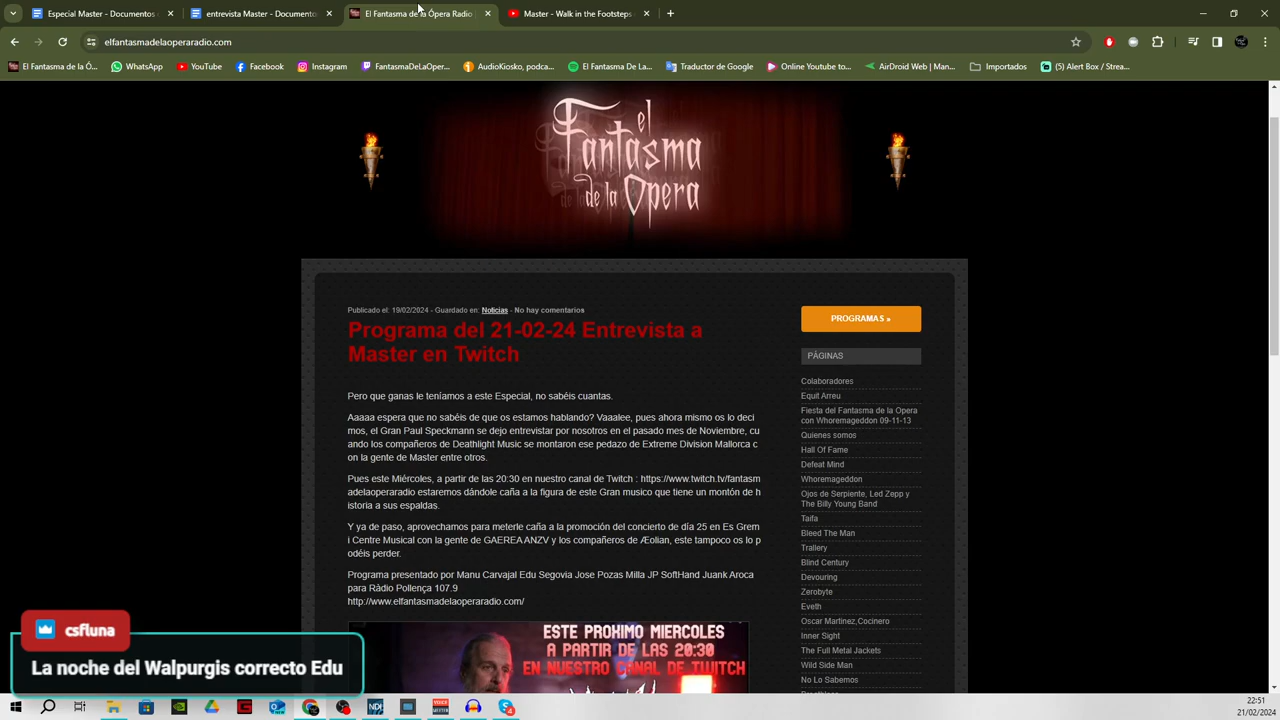 Especial Master - Documento
Entrevista Master - Documento
El Fantasma de la Ópera Radio
Master - Walk in the Footsteps
elfantasmadelaoperaradio.com
El Fantasma de la Ó...
WhatsApp
YouTube
Facebook
Instagram
FantasmaDeLaOper...
AudioKiosko, podca...
El Fantasma De La...
Traductor de Google
Online Youtube to...
AirDroid Web | Man...
Importados
(5) Alert Box / Strea...
el
Fantasma
de la Opera
Publicado el: 19/02/2024 - Guardado en: Noticias - No hay comentarios
Programa del 21-02-24 Entrevista a
Master en Twitch
Pero que ganas le teníamos a este Especial, no sabéis cuantas.
Aaaaa espera que no sabéis de que os estamos hablando? Vaaalee, pues ahora mismo os lo deci
mos, el Gran Paul Speckmann se dejo entrevistar por nosotros en el pasado mes de Noviembre, cu
ando los compañeros de Deathlight Music se montaron ese pedazo de Extreme Division Mallorca c
on la gente de Master entre otros.
Pues este Miércoles, a partir de las 20:30 en nuestro canal de Twitch : https://www.twitch.tv/fantasm
adelaoperaradio estaremos dándole caña a la figura de este Gran musico que tiene un montón de h
istoria a sus espaldas.
Y ya de paso, aprovechamos para meterle caña a la promoción del concierto de día 25 en Es Grem
i Centre Musical con la gente de GAEREA ANZV y los compañeros de Æolian, este tampoco os lo p
odéis perder.
Programa presentado por Manu Carvajal Edu Segovia Jose Pozas Milla JP SoftHand Juank Aroca
para Ràdio Pollença 107.9
http://www.elfantasmadelaoperaradio.com/
ESTE PROXIMO MIERCOLES
A PARTIR DE LAS 20:30
EN NUESTRO CANAL DE TWITCH
PROGRAMAS »
PÁGINAS
Colaboradores
Equit Arreu
Fiesta del Fantasma de la Opera
con Whoremageddon 09-11-13
Quienes somos
Hall Of Fame
Defeat Mind
Whoremageddon
Ojos de Serpiente, Led Zepp y
The Billy Young Band
Taifa
Bleed The Man
Trallery
Blind Century
Devouring
Zerobyte
Eveth
Oscar Martinez,Cocinero
Inner Sight
The Full Metal Jackets
Wild Side Man
No Lo Sabemos
csfluna
La noche del Walpurgis correcto Edu
22:51
21/02/2024